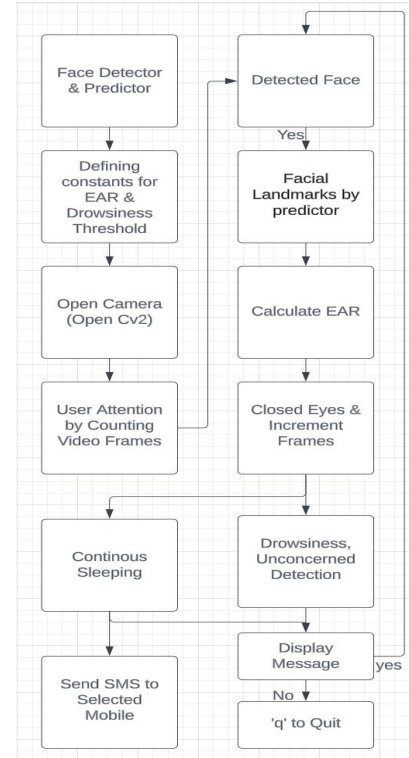 Face Detector
& Predictor
Defining
constants for
EAR &
Drowsiness
Threshold
Open Camera
(Open Cv2)
User Attention
by Counting
Video Frames
Detected Face
Yes
Facial
Landmarks by
predictor
Calculate EAR
Closed Eyes &
Increment
Frames
Continous
Sleeping
Drowsiness,
Unconcerned
Detection
Send SMS to
Selected
Mobile
Display
Message
yes
No
'q' to Quit